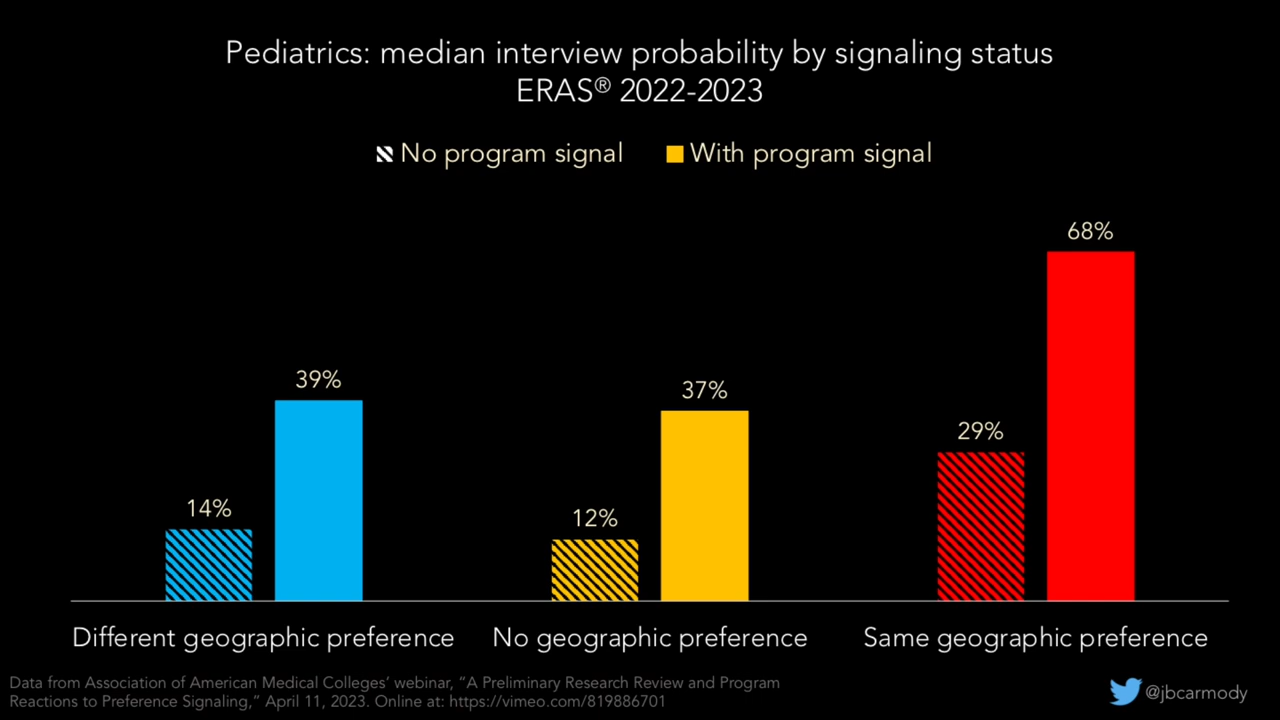 Pediatrics: median interview probability by signaling status
ERAS® 2022-2023
No program signal With program signal
68%
39%
37%
29%
14%
12%
Different geographic preference No geographic preference Same geographic preference
Data from Association of American Medical Colleges’ webinar, “A Preliminary Research Review and Program
Reactions to Preference Signaling,” April 11, 2023. Online at: https://vimeo.com/819886701
@jbcarmody